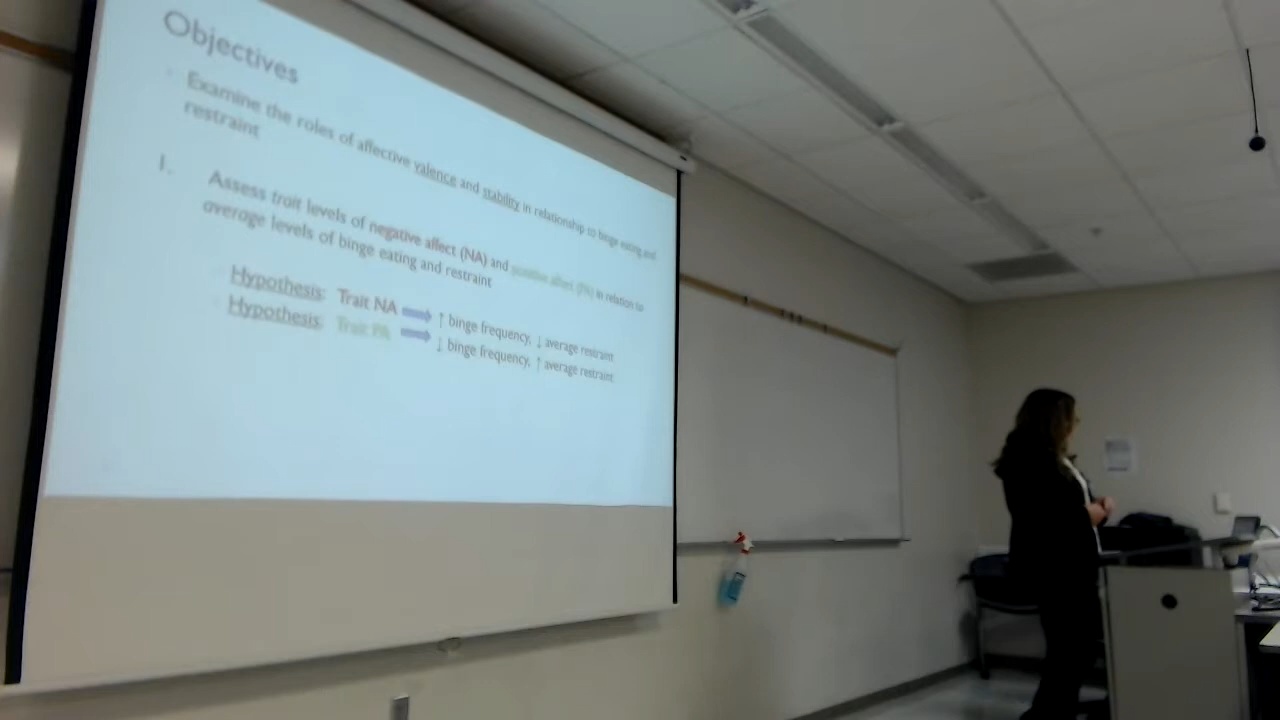 Objectives
Examine the roles of affective valence and stability in relationship to binge eating and
restraint
1. Assess trait levels of negative affect (NA) and positive affect (PA) in relation to
average levels of binge eating and restraint
Hypothesis: Trait NA ➡ ↑ binge frequency, ↓ average restraint
Hypothesis: Trait PA ➡ ↓ binge frequency, ↑ average restraint